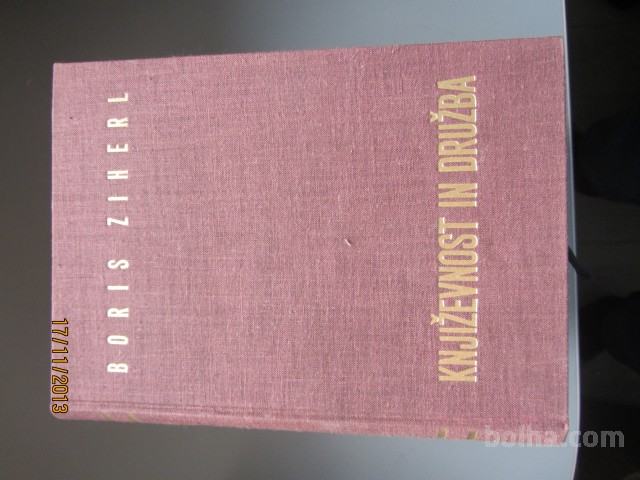 BORIS ZIHERL
KNJIŽEVNOST IN DRUŽBA
17/11/2013
bolha.com